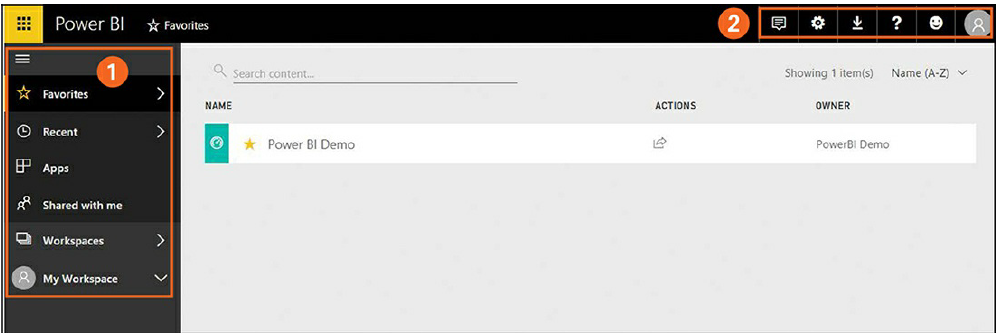 Power BI Favorites
2
?
1
Search content...
Showing 1 item(s) Name (A-Z)
Favorites
NAME ACTIONS OWNER
Recent
Power BI Demo PowerBI Demo
Apps
Shared with me
Workspaces
My Workspace